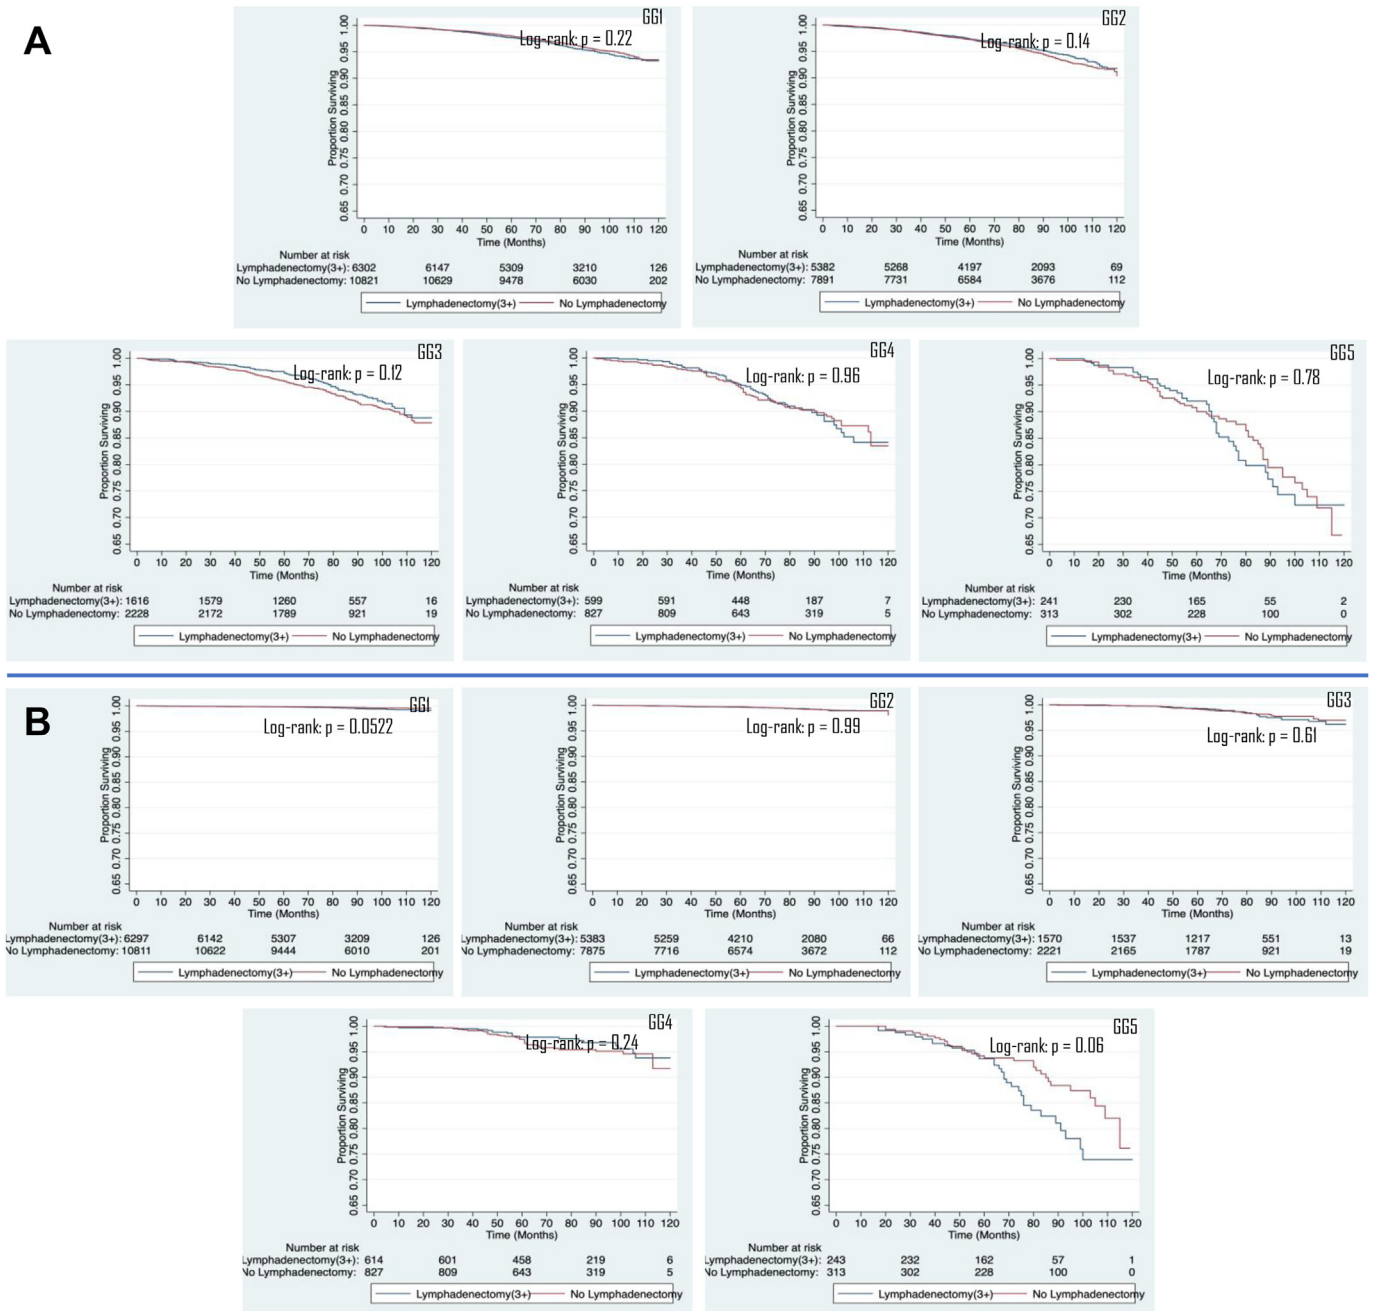 A
GG1
Log-rank: p = 0.22
Proportion Surviving
1.00
0.95
0.90
0.85
0.80
0.75
0.70
0.65
0 10 20 30 40 50 60 70 80 90 100 110 120
Time (Months)
Number at risk
Lymphadenectomy(3+): 6302 6147 5309 3210 126
No Lymphadenectomy: 10821 10629 9478 6030 202
Lymphadenectomy(3+) No Lymphadenectomy
GG2
Log-rank: p = 0.14
Proportion Surviving
1.00
0.95
0.90
0.85
0.80
0.75
0.70
0.65
0 10 20 30 40 50 60 70 80 90 100 110 120
Time (Months)
Number at risk
Lymphadenectomy(3+): 5382 5268 4197 2093 69
No Lymphadenectomy: 7891 7731 6584 3676 112
Lymphadenectomy(3+) No Lymphadenectomy
GG3
Log-rank: p = 0.12
Proportion Surviving
1.00
0.95
0.90
0.85
0.80
0.75
0.70
0.65
0 10 20 30 40 50 60 70 80 90 100 110 120
Time (Months)
Number at risk
Lymphadenectomy(3+): 1616 1579 1260 557 16
No Lymphadenectomy: 2228 2172 1789 921 19
Lymphadenectomy(3+) No Lymphadenectomy
GG4
Log-rank: p = 0.96
Proportion Surviving
1.00
0.95
0.90
0.85
0.80
0.75
0.70
0.65
0 10 20 30 40 50 60 70 80 90 100 110 120
Time (Months)
Number at risk
Lymphadenectomy(3+): 599 591 448 187 7
No Lymphadenectomy: 827 809 643 319 5
Lymphadenectomy(3+) No Lymphadenectomy
GG5
Log-rank: p = 0.78
Proportion Surviving
1.00
0.95
0.90
0.85
0.80
0.75
0.70
0.65
0 10 20 30 40 50 60 70 80 90 100 110 120
Time (Months)
Number at risk
Lymphadenectomy(3+): 241 230 165 55 2
No Lymphadenectomy: 313 302 228 100 0
Lymphadenectomy(3+) No Lymphadenectomy
B
GG1
Log-rank: p = 0.0522
Proportion Surviving
1.00
0.95
0.90
0.85
0.80
0.75
0.70
0.65
0 10 20 30 40 50 60 70 80 90 100 110 120
Time (Months)
Number at risk
Lymphadenectomy(3+): 6297 6142 5307 3209 126
No Lymphadenectomy: 10811 10622 9444 6010 201
Lymphadenectomy(3+) No Lymphadenectomy
GG2
Log-rank: p = 0.99
Proportion Surviving
1.00
0.95
0.90
0.85
0.80
0.75
0.70
0.65
0 10 20 30 40 50 60 70 80 90 100 110 120
Time (Months)
Number at risk
Lymphadenectomy(3+): 5383 5259 4210 2080 66
No Lymphadenectomy: 7875 7716 6574 3672 112
Lymphadenectomy(3+) No Lymphadenectomy
GG3
Log-rank: p = 0.61
Proportion Surviving
1.00
0.95
0.90
0.85
0.80
0.75
0.70
0.65
0 10 20 30 40 50 60 70 80 90 100 110 120
Time (Months)
Number at risk
Lymphadenectomy(3+): 1570 1537 1217 551 13
No Lymphadenectomy: 2221 2165 1787 921 19
Lymphadenectomy(3+) No Lymphadenectomy
GG4
Log-rank: p = 0.24
Proportion Surviving
1.00
0.95
0.90
0.85
0.80
0.75
0.70
0.65
0 10 20 30 40 50 60 70 80 90 100 110 120
Time (Months)
Number at risk
Lymphadenectomy(3+): 614 601 458 219 6
No Lymphadenectomy: 827 809 643 319 5
Lymphadenectomy(3+) No Lymphadenectomy
GG5
Log-rank: p = 0.06
Proportion Surviving
1.00
0.95
0.90
0.85
0.80
0.75
0.70
0.65
0 10 20 30 40 50 60 70 80 90 100 110 120
Time (Months)
Number at risk
Lymphadenectomy(3+): 243 232 162 57 1
No Lymphadenectomy: 313 302 228 100 0
Lymphadenectomy(3+) No Lymphadenectomy